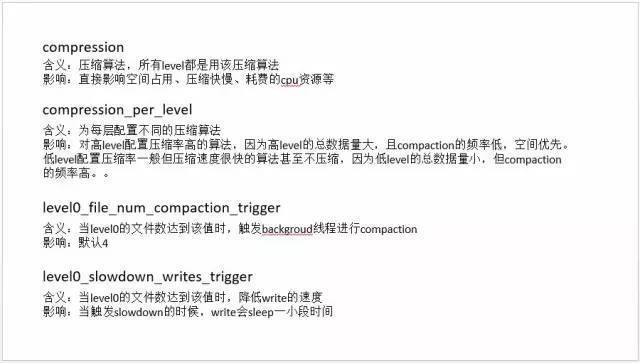 compression
含义：压缩算法，所有level都是用该压缩算法
影响：直接影响空间占用、压缩快慢、耗费的cpu资源等
compression_per_level
含义：为每层配置不同的压缩算法
影响：对高level配置压缩率高的算法，因为高level的总数据量大，且compaction的频率低，空间优先。
低level配置压缩率一般但压缩速度很快的算法甚至不压缩，因为低level的总数据量小，但compaction
的频率高。。
level0_file_num_compaction_trigger
含义：当level0的文件数达到该值时，触发backgroud线程进行compaction
影响：默认4
level0_slowdown_writes_trigger
含义：当level0的文件数达到该值时，降低write的速度
影响：当触发slowdown的时候，write会sleep一小段时间